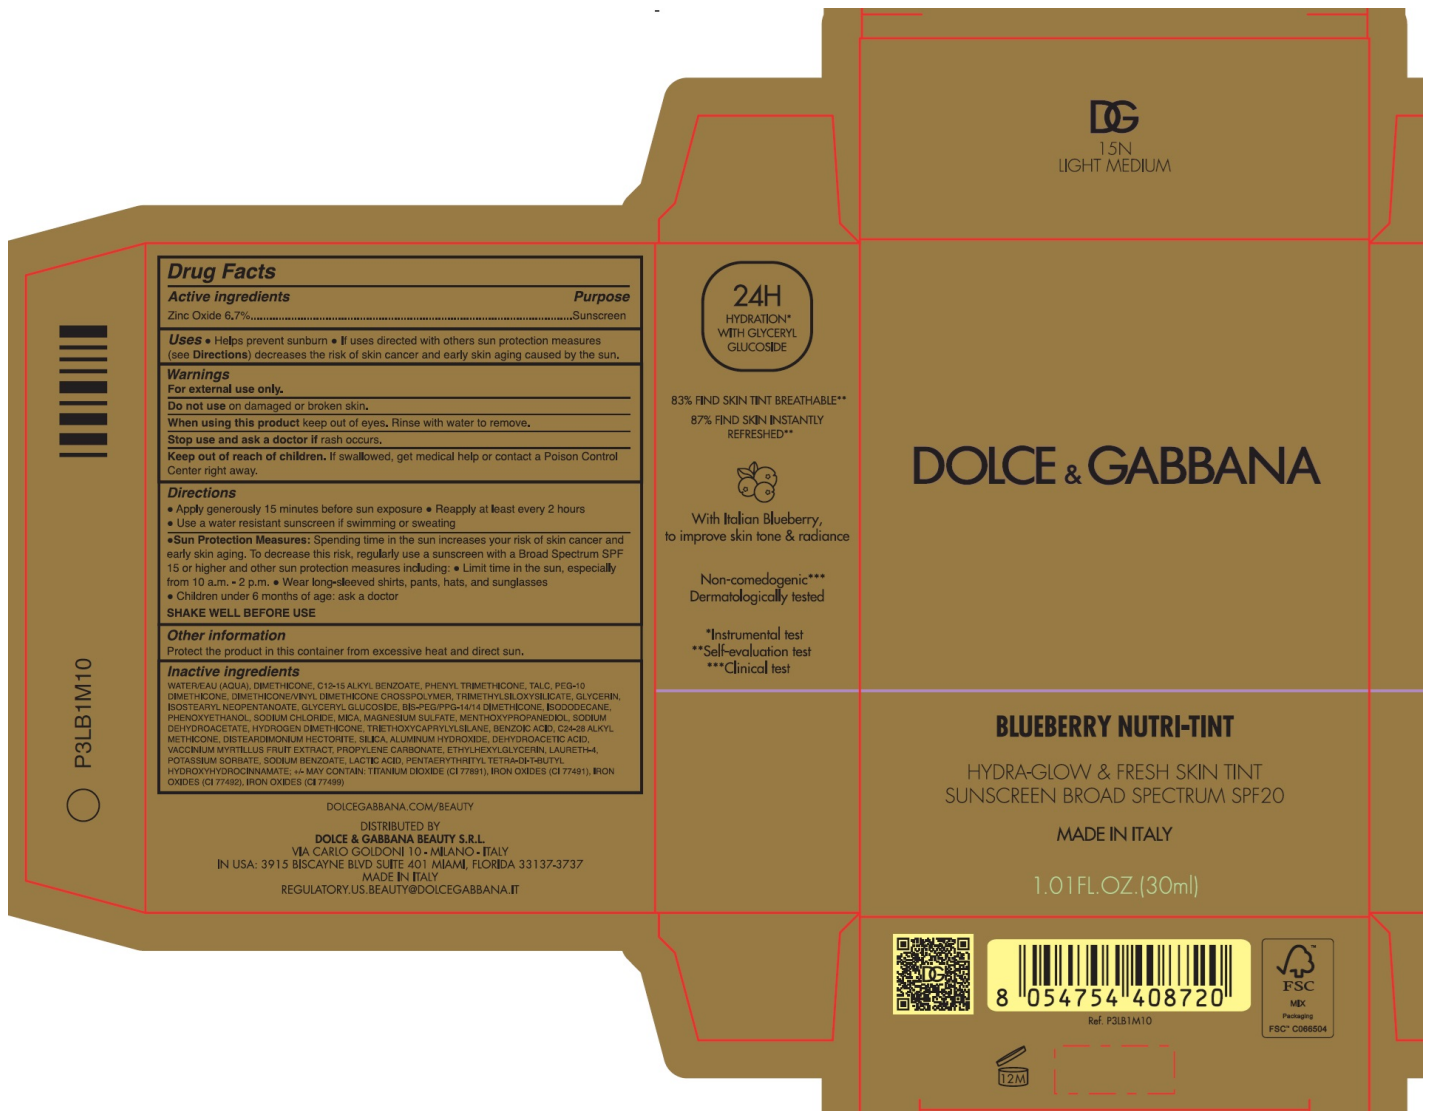 DG
15N
LIGHT MEDIUM
Drug Facts
Active ingredients Purpose
Zinc Oxide 6.7%..........Sunscreen
Uses ● Helps prevent sunburn ● If uses directed with others sun protection measures
(see Directions) decreases the risk of skin cancer and early skin aging caused by the sun.
Warnings
For external use only.
Do not use on damaged or broken skin.
When using this product keep out of eyes. Rinse with water to remove.
Stop use and ask a doctor if rash occurs.
Keep out of reach of children. If swallowed, get medical help or contact a Poison Control
Center right away.
Directions
● Apply generously 15 minutes before sun exposure ● Reapply at least every 2 hours
● Use a water resistant sunscreen if swimming or sweating
●Sun Protection Measures: Spending time in the sun increases your risk of skin cancer and
early skin aging. To decrease this risk, regularly use a sunscreen with a Broad Spectrum SPF
15 or higher and other sun protection measures including: ● Limit time in the sun, especially
from 10 a.m. - 2 p.m. ● Wear long-sleeved shirts, pants, hats, and sunglasses
● Children under 6 months of age: ask a doctor
SHAKE WELL BEFORE USE
Other information
Protect the product in this container from excessive heat and direct sun.
Inactive ingredients
WATER/EAU (AQUA), DIMETHICONE, C12-15 ALKYL BENZOATE, PHENYL TRIMETHICONE, TALC, PEG-10
DIMETHICONE, DIMETHICONE/VINYL DIMETHICONE CROSSPOLYMER, TRIMETHYLSILOXYSILICATE, GLYCERIN,
ISOSTEARYL NEOPENTANOATE, GLYCERYL GLUCOSIDE, BIS-PEG/PPG-14/14 DIMETHICONE, ISODODECANE,
PHENOXYETHANOL, SODIUM CHLORIDE, MICA, MAGNESIUM SULFATE, MENTHOXYPROPANEDIOL, SODIUM
DEHYDROACETATE, HYDROGEN DIMETHICONE, TRIETHOXYCAPRYLYLSILANE, BENZOIC ACID, C24-28 ALKYL
METHICONE, DISTEARDIMONIUM HECTORITE, SILICA, ALUMINUM HYDROXIDE, DEHYDROACETIC ACID,
VACCINIUM MYRTILLUS FRUIT EXTRACT, PROPYLENE CARBONATE, ETHYLHEXYLGLYCERIN, LAURETH-4,
POTASSIUM SORBATE, SODIUM BENZOATE, LACTIC ACID, PENTAERYTHRITYL TETRA-DI-T-BUTYL
HYDROXYHYDROCINNAMATE; +/- MAY CONTAIN: TITANIUM DIOXIDE (CI 77891), IRON OXIDES (CI 77491), IRON
OXIDES (CI 77492), IRON OXIDES (CI 77499)
DOLCEGABBANA.COM/BEAUTY
DISTRIBUTED BY
DOLCE & GABBANA BEAUTY S.R.L.
VIA CARLO GOLDONI 10 - MILANO - ITALY
IN USA: 3915 BISCAYNE BLVD SUITE 401 MIAMI, FLORIDA 33137-3737
MADE IN ITALY
REGULATORY.US.BEAUTY@DOLCEGABBANA.IT
P3LB1M10
24H
HYDRATION*
WITH GLYCERYL
GLUCOSIDE
83% FIND SKIN TINT BREATHABLE**
87% FIND SKIN INSTANTLY
REFRESHED**
With Italian Blueberry,
to improve skin tone & radiance
Non-comedogenic***
Dermatologically tested
*Instrumental test
**Self-evaluation test
***Clinical test
DOLCE & GABBANA
BLUEBERRY NUTRI-TINT
HYDRA-GLOW & FRESH SKIN TINT
SUNSCREEN BROAD SPECTRUM SPF20
MADE IN ITALY
1.01FL.OZ.(30ml)
DG
8 054754 408720
Ref. P3LB1M10
FSC
MIX
Packaging
FSC™ C066504
12M